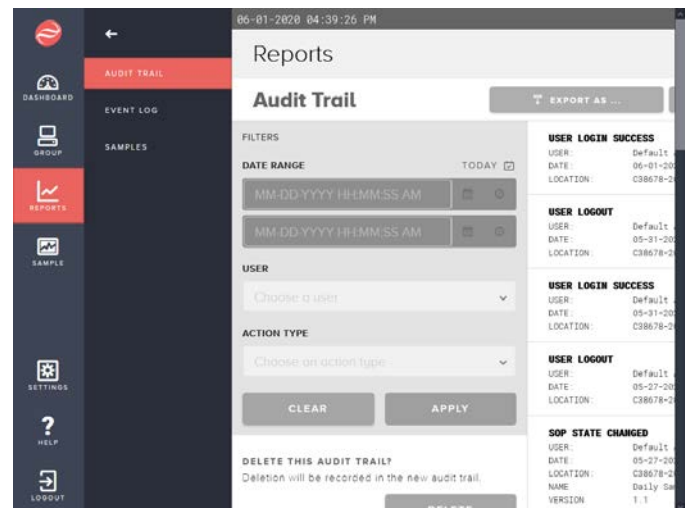 06-01-2020 04:39:26 PM
DASHBOARD
GROUP
REPORTS
SAMPLE
SETTINGS
HELP
LOGOUT
AUDIT TRAIL
EVENT LOG
SAMPLES
Reports
Audit Trail
EXPORT AS ...
FILTERS
DATE RANGE TODAY
MM-DD-YYYY HH:MM:SS AM
MM-DD-YYYY HH:MM:SS AM
USER
Choose a user
ACTION TYPE
Choose an action type
CLEAR APPLY
DELETE THIS AUDIT TRAIL?
Deletion will be recorded in the new audit trail.
DELETE
USER LOGIN SUCCESS
USER: Default
DATE: 06-01-20
LOCATION: C38678-2
USER LOGOUT
USER: Default
DATE: 05-31-20
LOCATION: C38678-2
USER LOGIN SUCCESS
USER: Default
DATE: 05-31-20
LOCATION: C38678-2
USER LOGOUT
USER: Default
DATE: 05-27-20
LOCATION: C38678-2
SOP STATE CHANGED
USER: Default
DATE: 05-27-20
LOCATION: C38678-2
NAME Daily Sa
VERSION 1.1